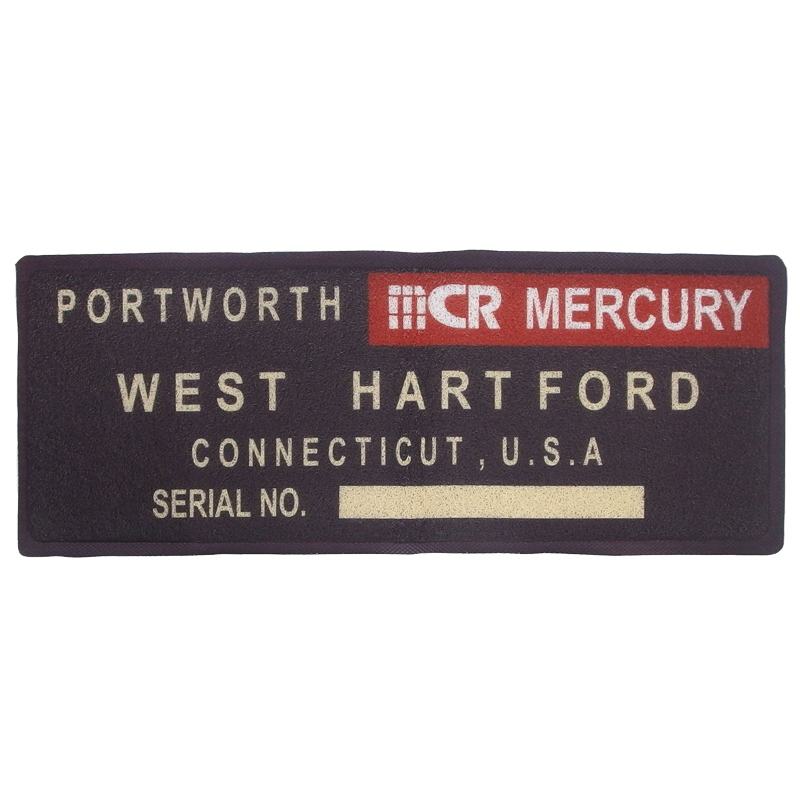 PORTWORTH mCR MERCURY
WEST HARTFORD
CONNECTICUT, U.S.A
SERIAL NO.